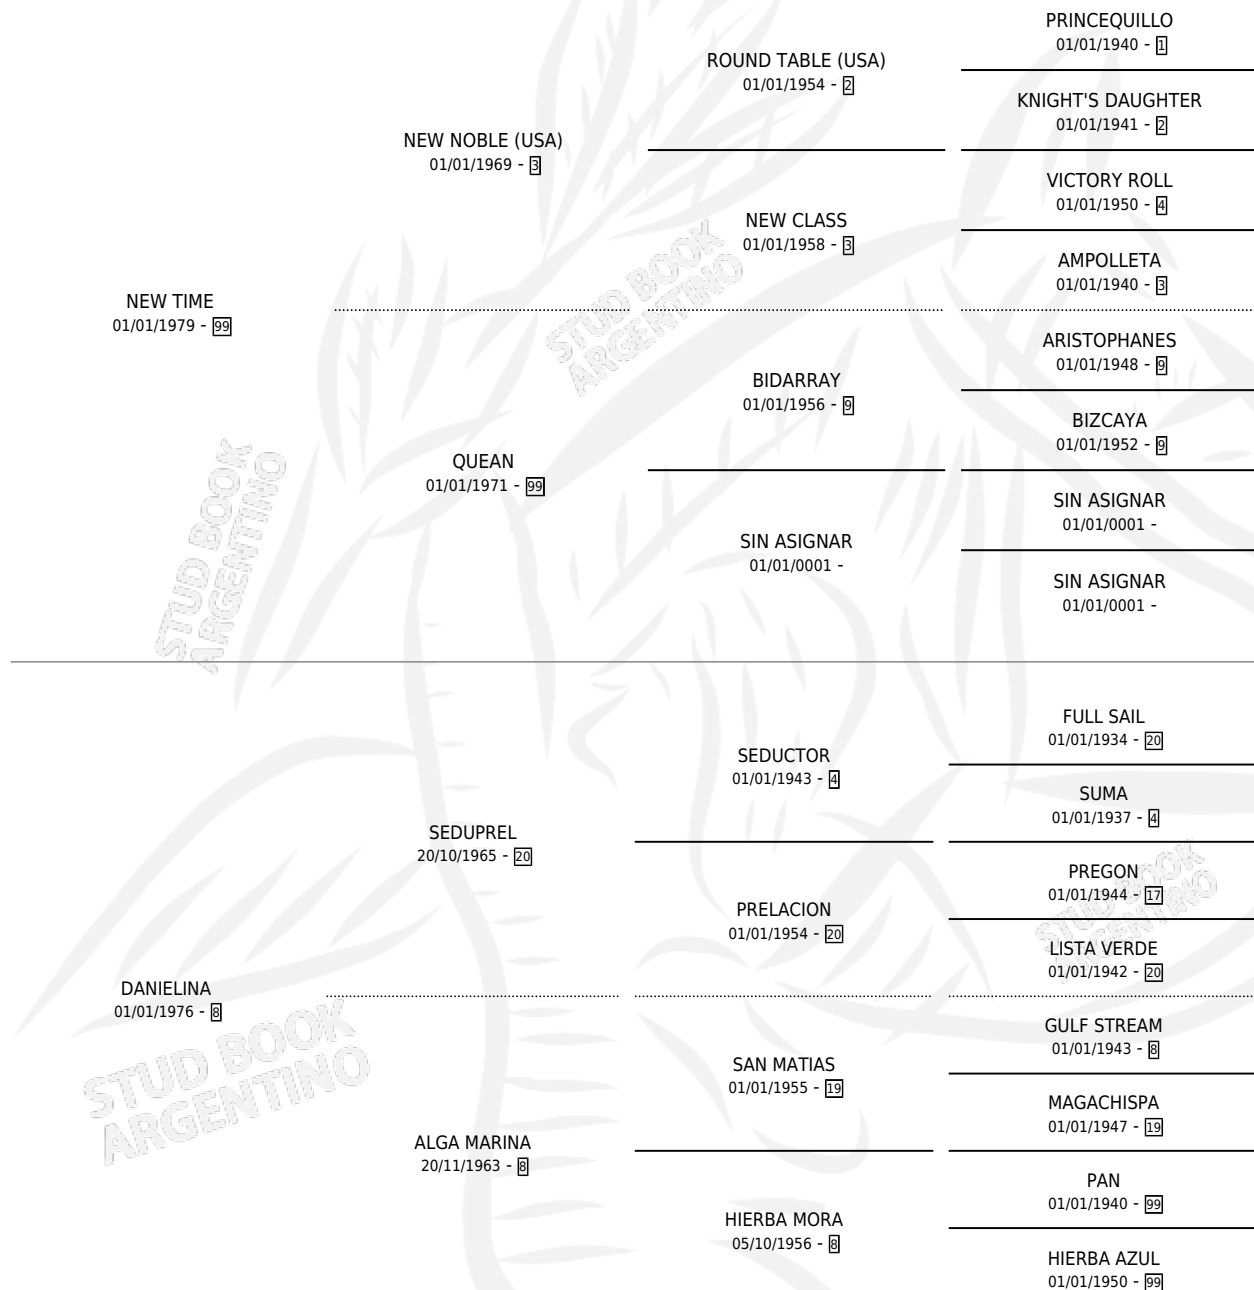 PRINCEQUILLO
01/01/1940 - 1
ROUND TABLE (USA)
01/01/1954 - 2
KNIGHT'S DAUGHTER
01/01/1941 - 2
NEW NOBLE (USA)
01/01/1969 - 3
VICTORY ROLL
01/01/1950 - 4
NEW CLASS
01/01/1958 - 3
AMPOLLETA
01/01/1940 - 3
NEW TIME
01/01/1979 - 99
ARISTOPHANES
01/01/1948 - 9
BIDARRAY
01/01/1956 - 9
BIZCAYA
01/01/1952 - 9
QUEAN
01/01/1971 - 99
SIN ASIGNAR
01/01/0001 -
SIN ASIGNAR
01/01/0001 -
SIN ASIGNAR
01/01/0001 -
FULL SAIL
01/01/1934 - 20
SEDUCTOR
01/01/1943 - 4
SUMA
01/01/1937 - 4
SEDUPREL
20/10/1965 - 20
PREGON
01/01/1944 - 17
PRELACION
01/01/1954 - 20
LISTA VERDE
01/01/1942 - 20
DANIELINA
01/01/1976 - 8
GULF STREAM
01/01/1943 - 8
SAN MATIAS
01/01/1955 - 19
MAGACHISPA
01/01/1947 - 19
ALGA MARINA
20/11/1963 - 8
PAN
01/01/1940 - 99
HIERBA MORA
05/10/1956 - 8
HIERBA AZUL
01/01/1950 - 99
STUD BOOK
ARGENTINO
STUD BOOK
ARGENTINO
STUD BOOK
ARGENTINO
STUD BOOK
ARGENTINO